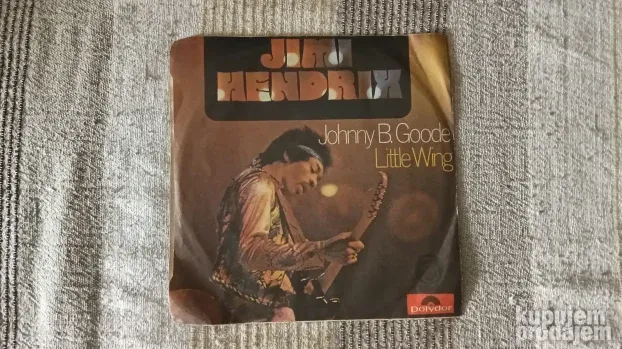 JIMI
HENDRIX
Johnny B. Goode
Little Wing
Polydor
kupujem
prodajem